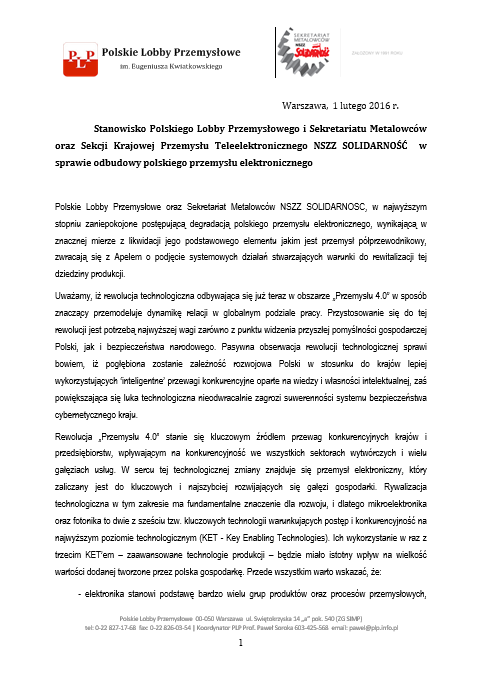 PLP
Polskie Lobby Przemysłowe
im. Eugeniusza Kwiatkowskiego
SEKRETARIAT
METALOWCÓW
NSZZ
SOLIDARNOŚĆ
ZAŁOŻONY W 1991 ROKU
Warszawa, 1 lutego 2016 r.
Stanowisko Polskiego Lobby Przemysłowego i Sekretariatu Metalowców
oraz Sekcji Krajowej Przemysłu Teleelektronicznego NSZZ SOLIDARNOŚĆ w
sprawie odbudowy polskiego przemysłu elektronicznego
Polskie Lobby Przemysłowe oraz Sekretariat Metalowców NSZZ SOLIDARNOSC, w najwyższym
stopniu zaniepokojone postępującą degradacją polskiego przemysłu elektronicznego, wynikającą w
znacznej mierze z likwidacji jego podstawowego elementu jakim jest przemysł półprzewodnikowy,
zwracają się z Apelem o podjęcie systemowych działań stwarzających warunki do rewitalizacji tej
dziedziny produkcji.
Uważamy, iż rewolucja technologiczna odbywająca się już teraz w obszarze „Przemysłu 4.0" w sposób
znaczący przemodeluje dynamikę relacji w globalnym podziale pracy. Przystosowanie się do tej
rewolucji jest potrzebą najwyższej wagi zarówno z punktu widzenia przyszłej pomyślności gospodarczej
Polski, jak i bezpieczeństwa narodowego. Pasywna obserwacja rewolucji technologicznej sprawi
bowiem, iż pogłębiona zostanie zależność rozwojowa Polski w stosunku do krajów lepiej
wykorzystujących 'inteligentne' przewagi konkurencyjne oparte na wiedzy i własności intelektualnej, zaś
powiększająca się luka technologiczna nieodwracalnie zagrozi suwerenności systemu bezpieczeństwa
cybernetycznego kraju.
Rewolucja „Przemysłu 4.0" stanie się kluczowym źródłem przewag konkurencyjnych krajów i
przedsiębiorstw, wpływającym na konkurencyjność we wszystkich sektorach wytwórczych i wielu
gałęziach usług. W sercu tej technologicznej zmiany znajduje się przemysł elektroniczny, który
zaliczany jest do kluczowych i najszybciej rozwijających się gałęzi gospodarki. Rywalizacja
technologiczna w tym zakresie ma fundamentalne znaczenie dla rozwoju, i dlatego mikroelektronika
oraz fotonika to dwie z sześciu tzw. kluczowych technologii warunkujących postęp i konkurencyjność na
najwyższym poziomie technologicznym (KET - Key Enabling Technologies). Ich wykorzystanie w raz z
trzecim KET'em – zaawansowane technologie produkcji – będzie miało istotny wpływ na wielkość
wartości dodanej tworzone przez polska gospodarkę. Przede wszystkim warto wskazać, że:
- elektronika stanowi podstawę bardzo wielu grup produktów oraz procesów przemysłowych,
Polskie Lobby Przemysłowe 00-050 Warszawa ul. Świętokrzyska 14 „a" pok. 540 (ZG SIMP)
tel: 0-22 827-17-68 fax: 0-22 826-03-54 | Koordynator PLP Prof. Paweł Soroka 603-425-568 email: pawel@plp.info.pl
1